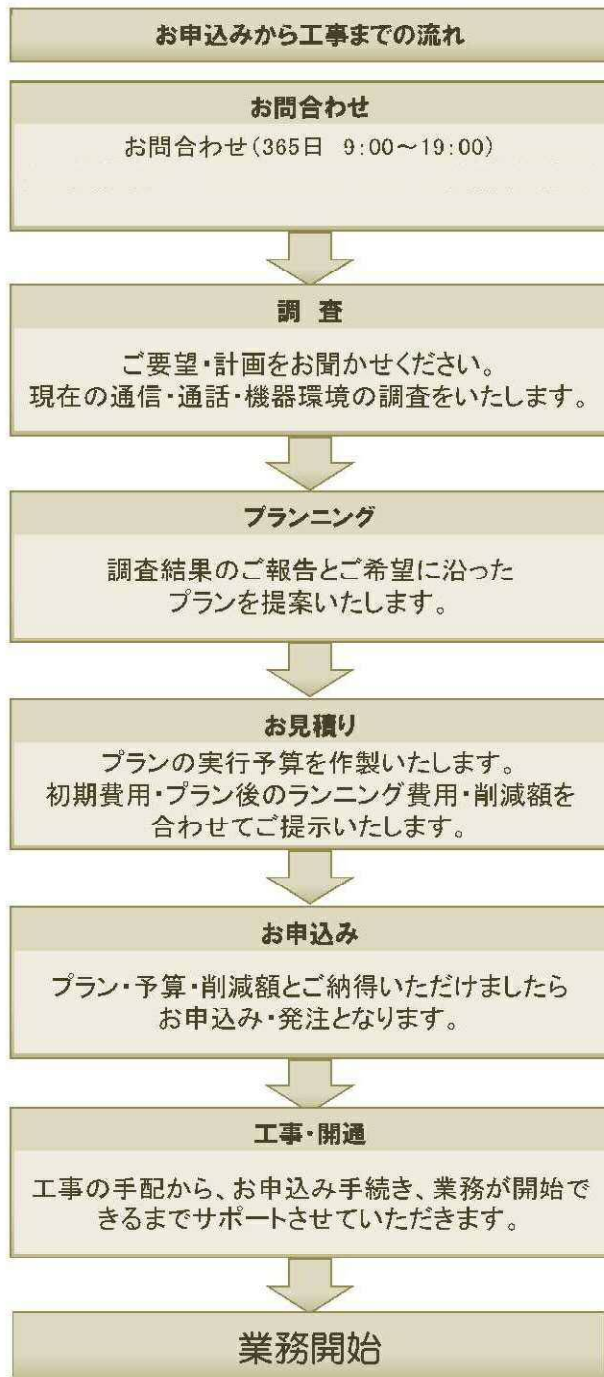 お申込みから工事までの流れ
お問合わせ
お問合わせ(365日 9:00～19:00)
調 査
ご要望・計画をお聞かせください。
現在の通信・通話・機器環境の調査をいたします。
プランニング
調査結果のご報告とご希望に沿った
プランを提案いたします。
お見積り
プランの実行予算を作製いたします。
初期費用・プラン後のランニング費用・削減額を
合わせてご提示いたします。
お申込み
プラン・予算・削減額とご納得いただけましたら
お申込み・発注となります。
工事・開通
工事の手配から、お申込み手続き、業務が開始で
きるまでサポートさせていただきます。
業務開始